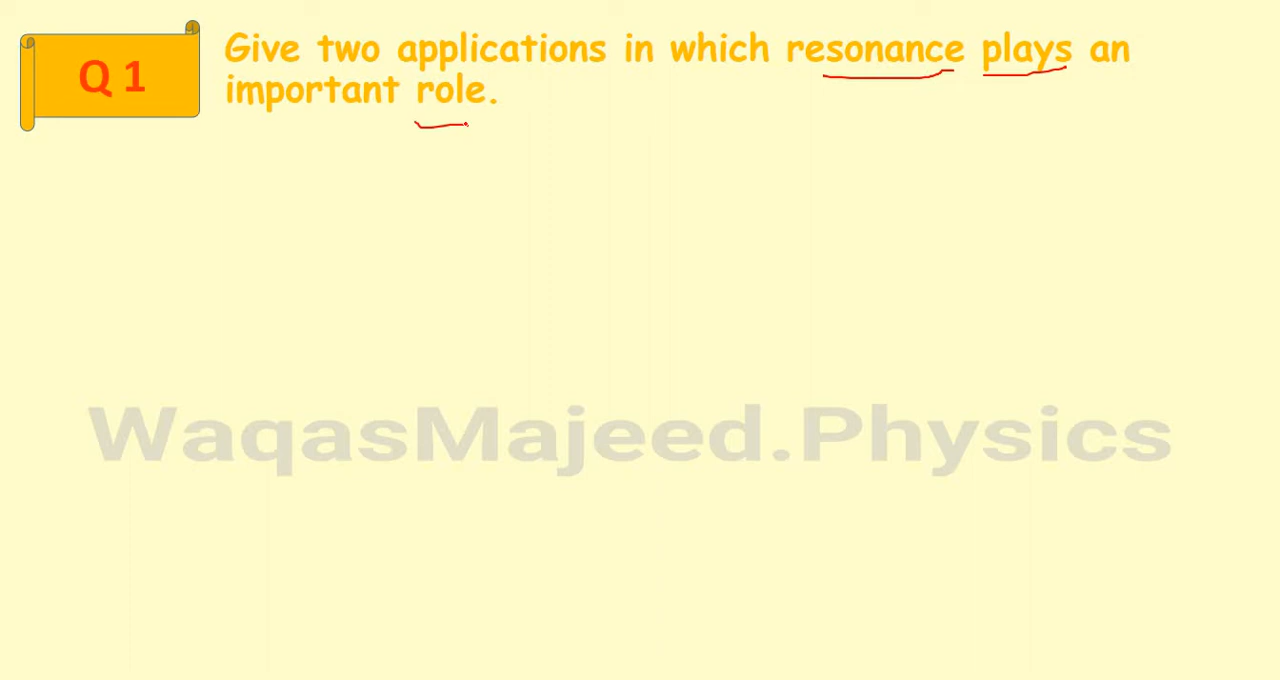 Q 1
Give two applications in which resonance plays an
important role.
WaqasMajeed.Physics